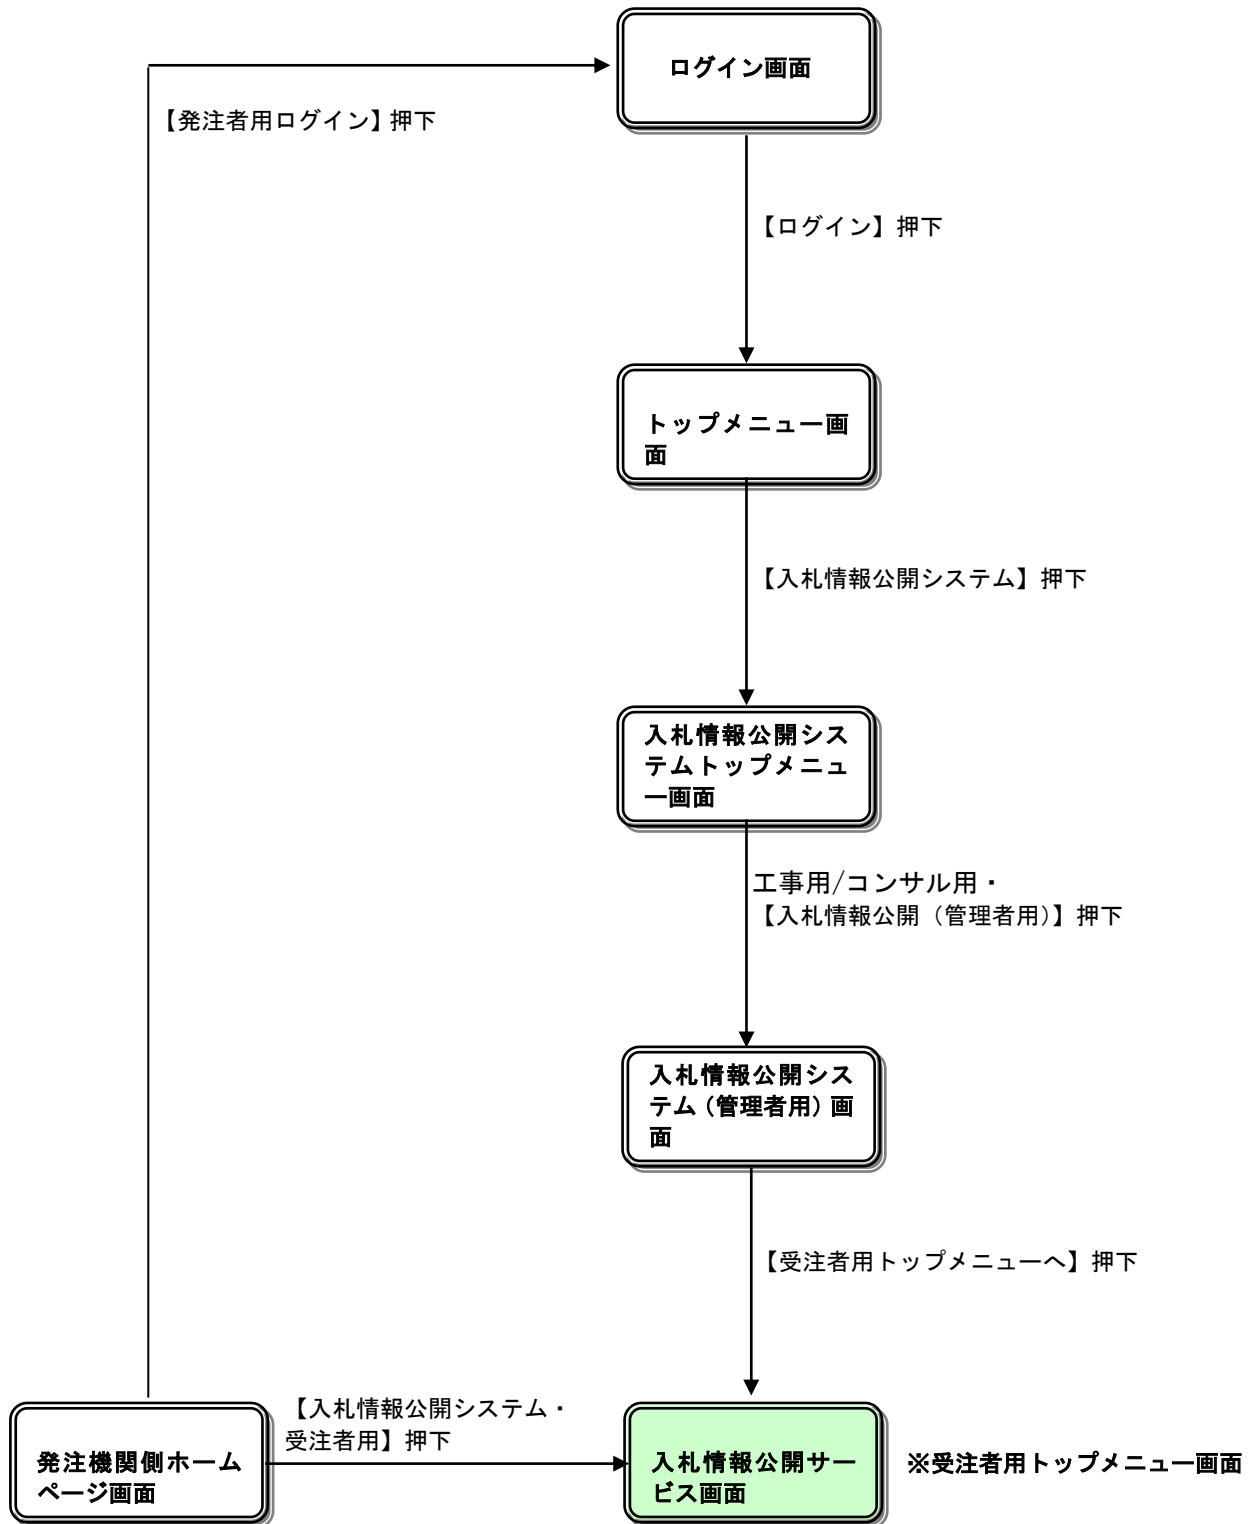 ログイン画面
【発注者用ログイン】押下
【ログイン】押下
トップメニュー画
面
【入札情報公開システム】押下
入札情報公開シス
テムトップメニュ
ー画面
工事用/コンサル用・
【入札情報公開（管理者用）】押下
入札情報公開シス
テム（管理者用）画
面
【受注者用トップメニューへ】押下
【入札情報公開システム・
受注者用】押下
発注機関側ホーム
ページ画面
入札情報公開サー
ビス画面
※受注者用トップメニュー画面